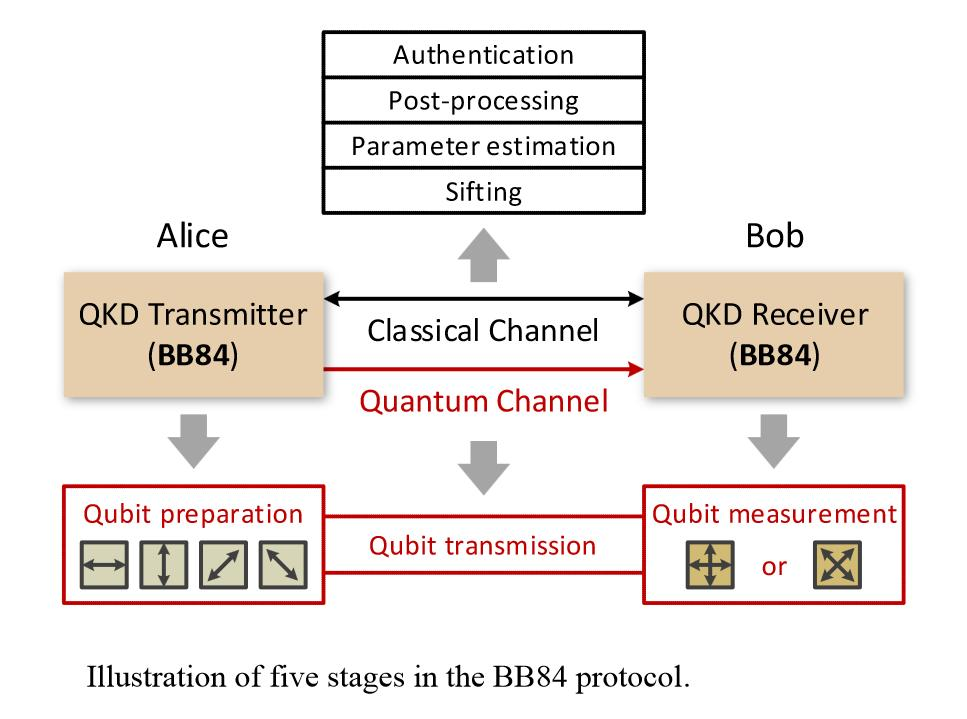 Authentication
Post-processing
Parameter estimation
Sifting
Alice
Bob
QKD Transmitter
(BB84)
Classical Channel
Quantum Channel
QKD Receiver
(BB84)
Qubit preparation
Qubit transmission
Qubit measurement
or
Illustration of five stages in the BB84 protocol.